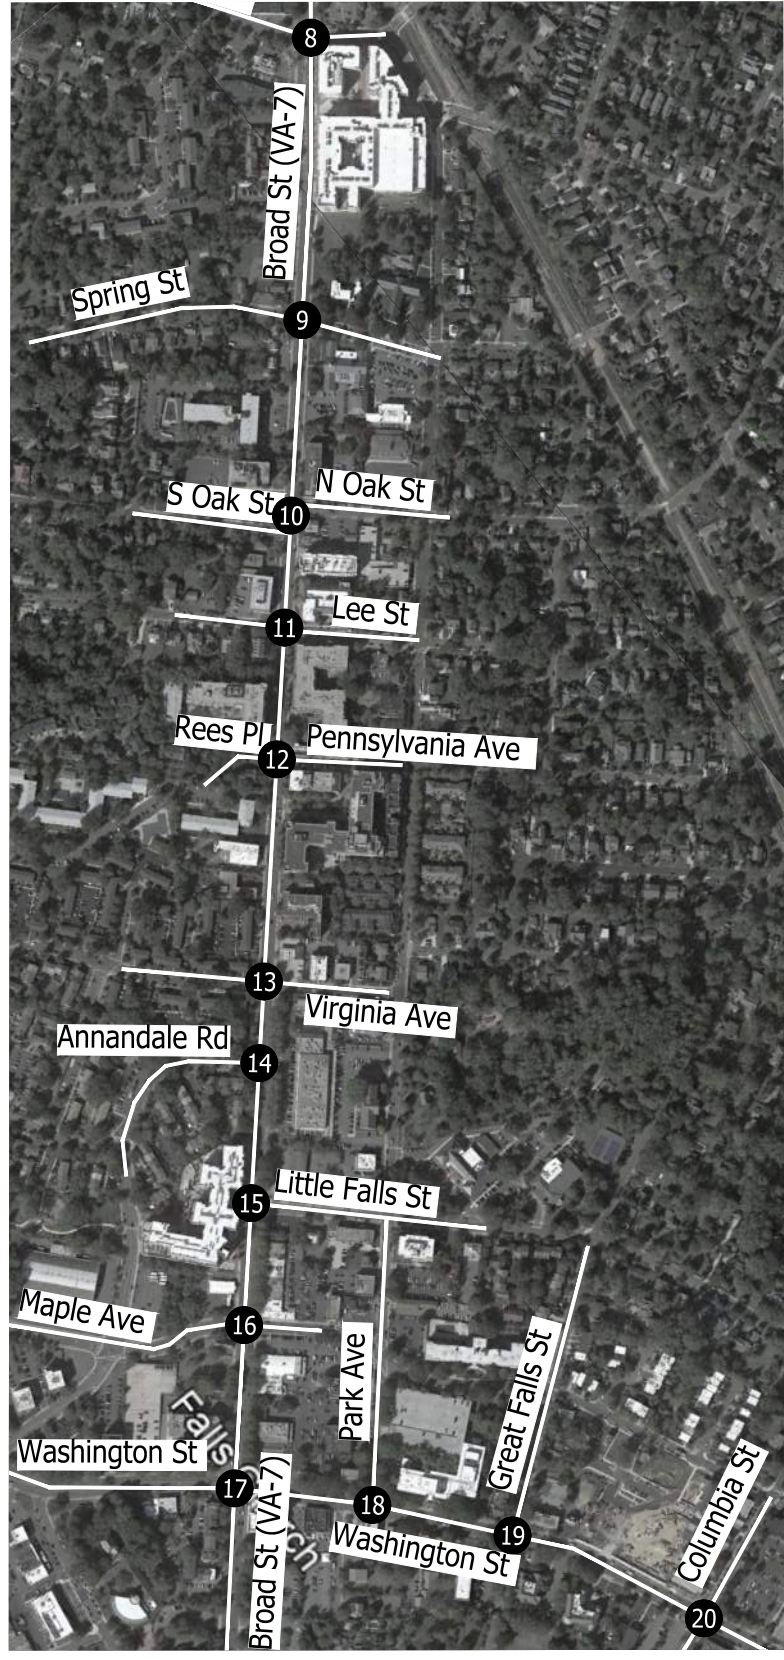 8
Broad St (VA-7)
Spring St
9
S Oak St
N Oak St
10
Lee St
11
Rees Pl
Pennsylvania Ave
12
13
Virginia Ave
Annandale Rd
14
15
Little Falls St
Maple Ave
16
Park Ave
Great Falls St
Falls Church
Washington St
17
Broad St (VA-7)
18
Washington St
19
Columbia St
20